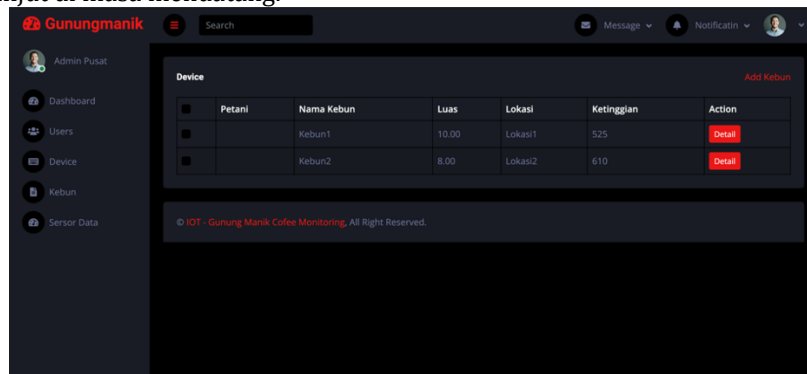 Gunungmanik
Search
Message
Notificatin
Admin Pusat
Dashboard
Users
Device
Kebun
Sersor Data
Device
Add Kebun
Petani Nama Kebun Luas Lokasi Ketinggian Action
Kebun1 10.00 Lokasi1 525 Detail
Kebun2 8.00 Lokasi2 610 Detail
© IOT - Gunung Manik Cofee Monitoring, All Right Reserved.